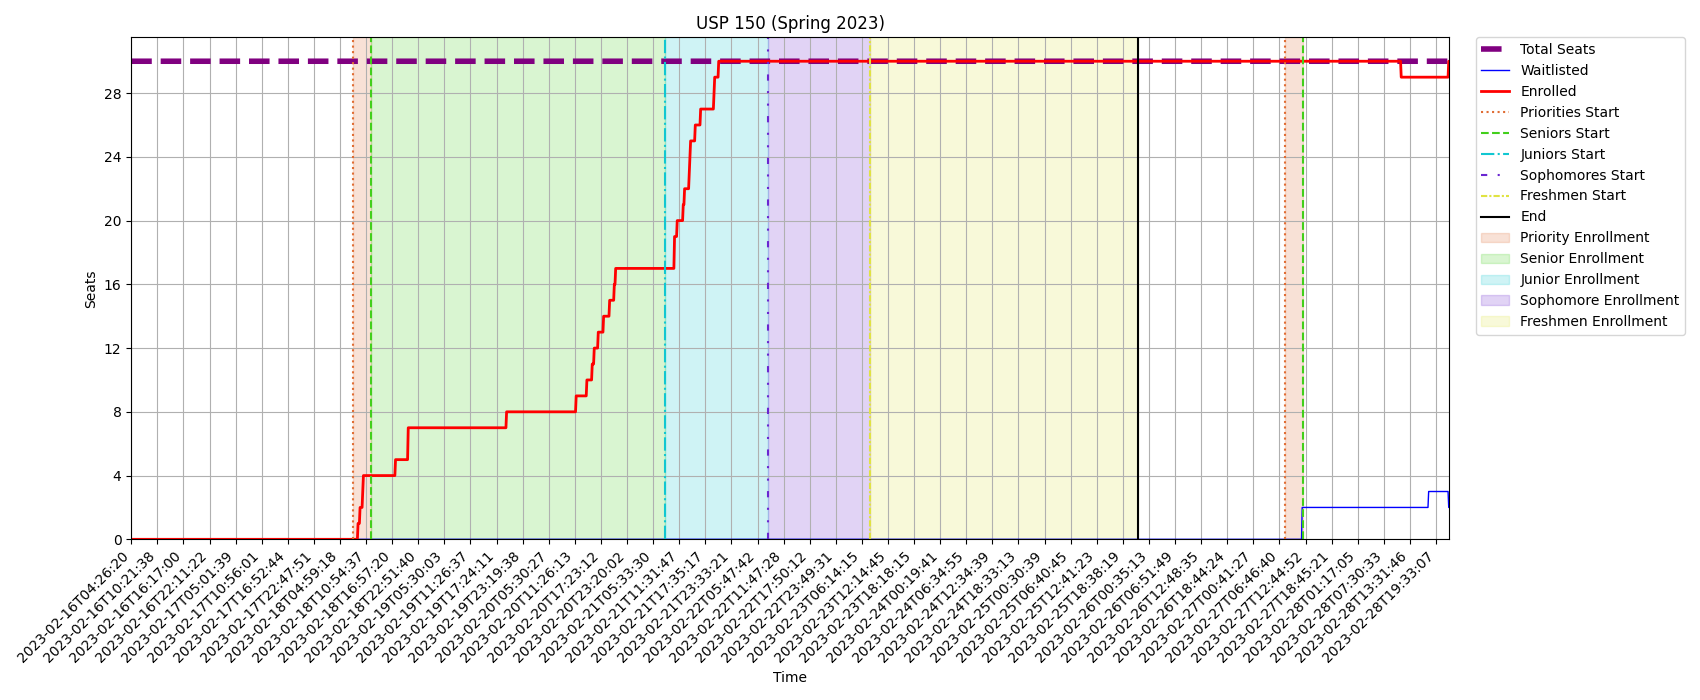 USP 150 (Spring 2023)
Seats
28
24
20
16
12
8
4
0
2023-02-16T04:26:20
2023-02-16T10:21:38
2023-02-16T16:17:00
2023-02-16T22:11:22
2023-02-17T05:01:39
2023-02-17T10:56:01
2023-02-17T16:52:44
2023-02-17T22:47:51
2023-02-18T04:59:18
2023-02-18T10:54:37
2023-02-18T16:57:20
2023-02-18T22:51:40
2023-02-19T05:30:03
2023-02-19T11:26:37
2023-02-19T17:24:11
2023-02-19T23:19:38
2023-02-20T05:30:27
2023-02-20T11:26:13
2023-02-20T17:23:12
2023-02-20T23:20:02
2023-02-21T05:33:30
2023-02-21T11:31:47
2023-02-21T17:35:17
2023-02-21T23:33:21
2023-02-22T05:47:42
2023-02-22T11:47:28
2023-02-22T17:50:12
2023-02-22T23:49:31
2023-02-23T06:14:15
2023-02-23T12:14:45
2023-02-23T18:18:15
2023-02-24T00:19:41
2023-02-24T06:34:55
2023-02-24T12:34:39
2023-02-24T18:33:13
2023-02-25T00:30:39
2023-02-25T06:40:45
2023-02-25T12:41:23
2023-02-25T18:38:19
2023-02-26T00:35:13
2023-02-26T06:51:49
2023-02-26T12:48:35
2023-02-26T18:44:24
2023-02-27T00:41:27
2023-02-27T06:46:40
2023-02-27T12:44:52
2023-02-27T18:45:21
2023-02-28T01:17:05
2023-02-28T07:30:33
2023-02-28T13:31:46
2023-02-28T19:33:07
Time
Total Seats
Waitlisted
Enrolled
Priorities Start
Seniors Start
Juniors Start
Sophomores Start
Freshmen Start
End
Priority Enrollment
Senior Enrollment
Junior Enrollment
Sophomore Enrollment
Freshmen Enrollment